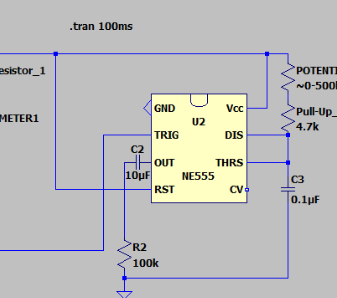 .tran 100ms
esistor_1
POTENTI
~0-500k
METER1
GND
U2
Vcc
Pull-Up_
4.7k
TRIG
DIS
C2
10µF
OUT
THRS
NE555
RST
CV
C3
0.1µF
R2
100k